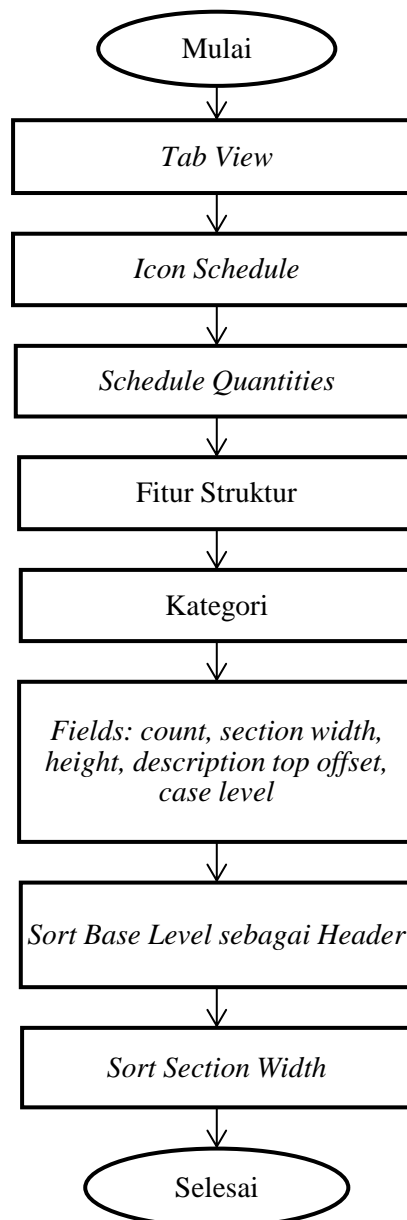 Mulai
Tab View
Icon Schedule
Schedule Quantities
Fitur Struktur
Kategori
Fields: count, section width,
height, description top offset,
case level
Sort Base Level sebagai Header
Sort Section Width
Selesai